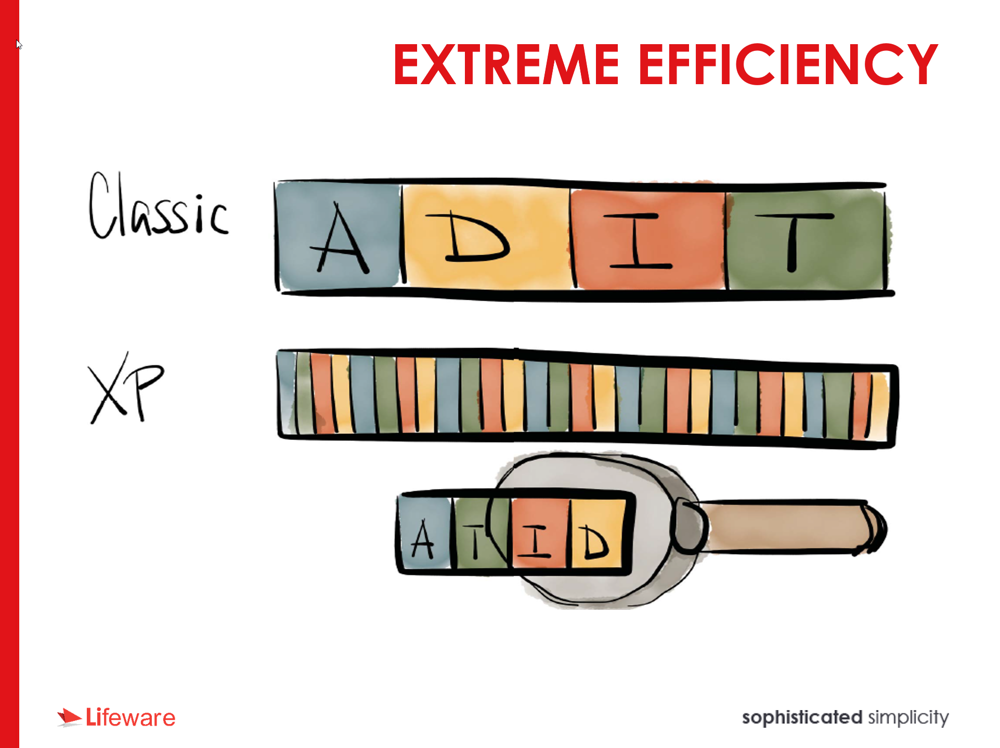 EXTREME EFFICIENCY
Classic
A D I T
XP
A T I D
Lifeware
sophisticated simplicity